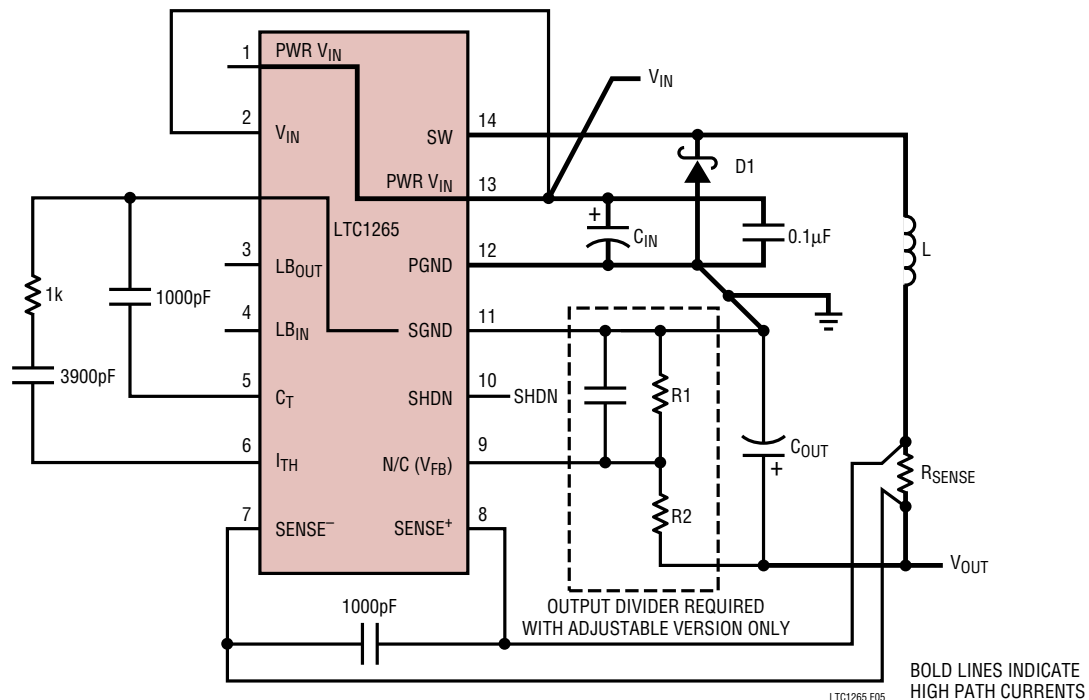 1
PWR VIN
2
VIN
14
SW
VIN
D1
PWR VIN
13
LTC1265
+
CIN
0.1µF
L
3
LBOUT
12
PGND
1k
1000pF
4
LBIN
11
SGND
3900pF
5
CT
10
SHDN
SHDN
R1
6
ITH
9
N/C (VFB)
COUT
+
RSENSE
7
SENSE–
8
SENSE+
R2
VOUT
1000pF
OUTPUT DIVIDER REQUIRED
WITH ADJUSTABLE VERSION ONLY
BOLD LINES INDICATE
HIGH PATH CURRENTS
LTC1265 F05